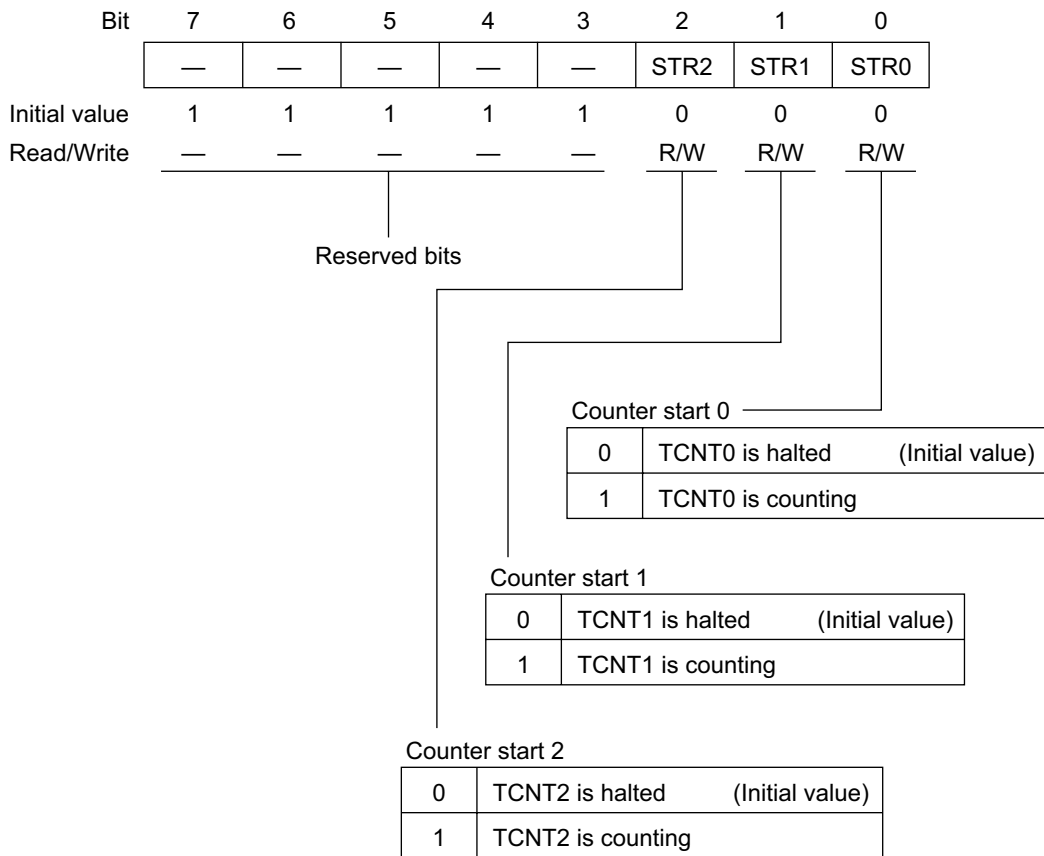 Bit 7 6 5 4 3 2 1 0
— — — — — STR2 STR1 STR0
Initial value 1 1 1 1 1 0 0 0
Read/Write — — — — — R/W R/W R/W
Reserved bits
Counter start 0
0 TCNT0 is halted (Initial value)
1 TCNT0 is counting
Counter start 1
0 TCNT1 is halted (Initial value)
1 TCNT1 is counting
Counter start 2
0 TCNT2 is halted (Initial value)
1 TCNT2 is counting